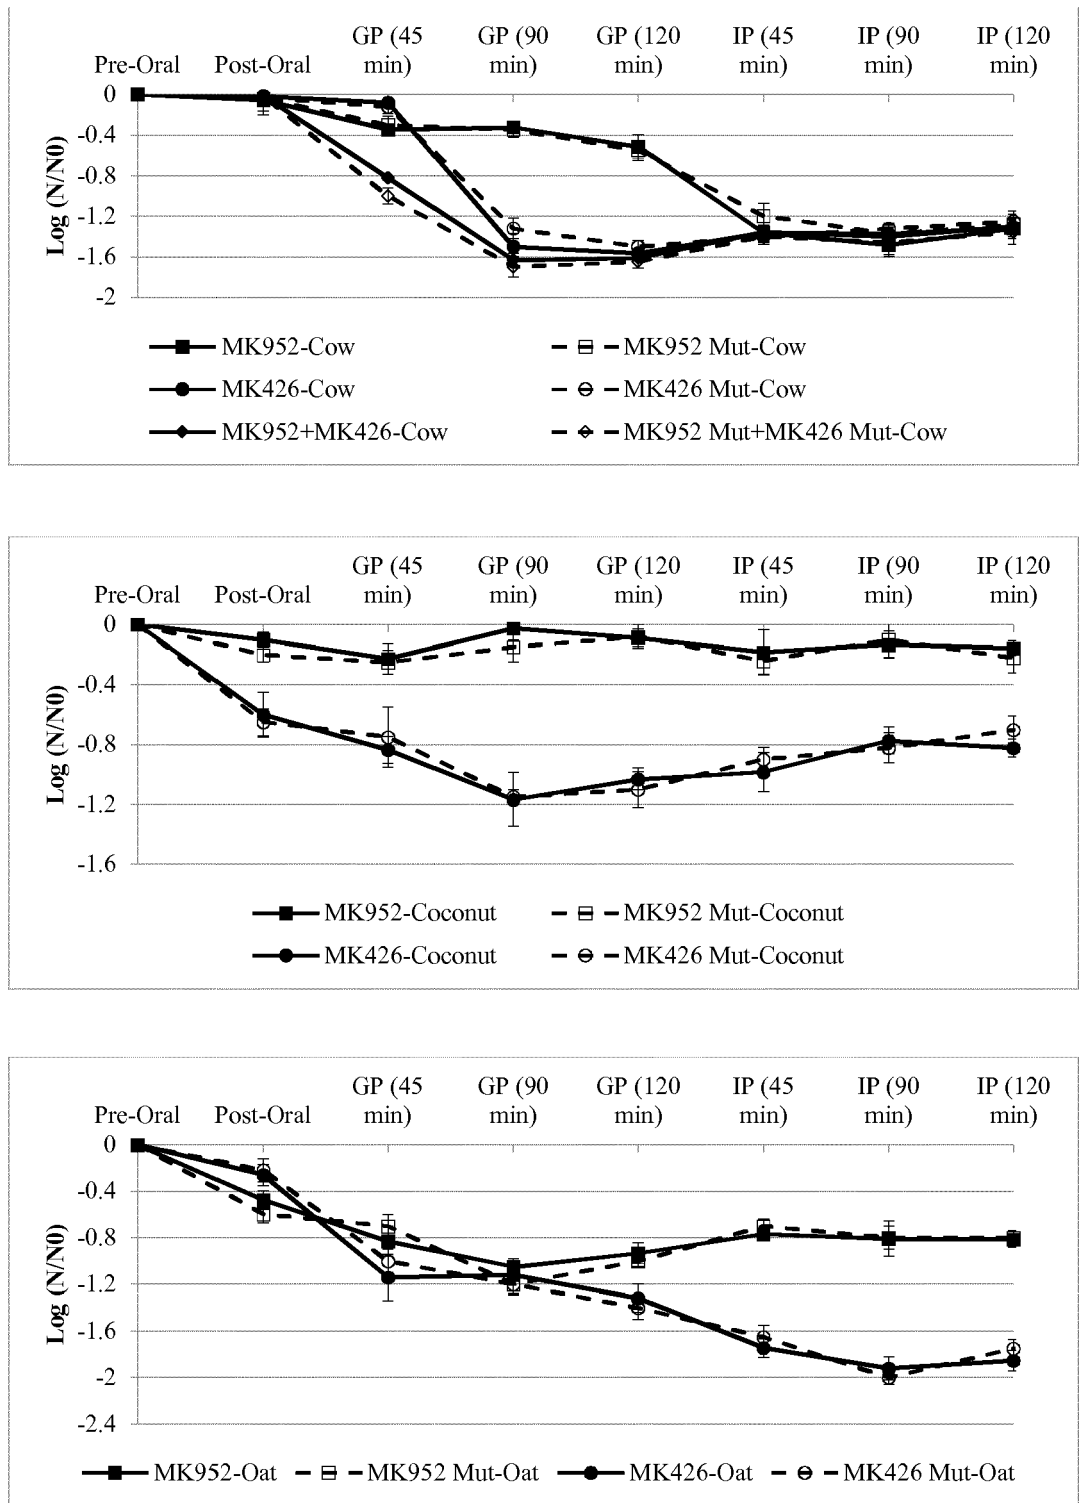 GP (45 GP (90 GP (120 IP (45 IP (90 IP (120
Pre-Oral Post-Oral min) min) min) min) min) min)
0
-0.4
-0.8
-1.2
-1.6
-2
Log (N/N0)
MK952-Cow MK952 Mut-Cow
MK426-Cow MK426 Mut-Cow
MK952+MK426-Cow MK952 Mut+MK426 Mut-Cow
GP (45 GP (90 GP (120 IP (45 IP (90 IP (120
Pre-Oral Post-Oral min) min) min) min) min) min)
0
-0.4
-0.8
-1.2
-1.6
Log (N/N0)
MK952-Coconut MK952 Mut-Coconut
MK426-Coconut MK426 Mut-Coconut
GP (45 GP (90 GP (120 IP (45 IP (90 IP (120
Pre-Oral Post-Oral min) min) min) min) min) min)
0
-0.4
-0.8
-1.2
-1.6
-2
-2.4
Log (N/N0)
MK952-Oat MK952 Mut-Oat MK426-Oat MK426 Mut-Oat